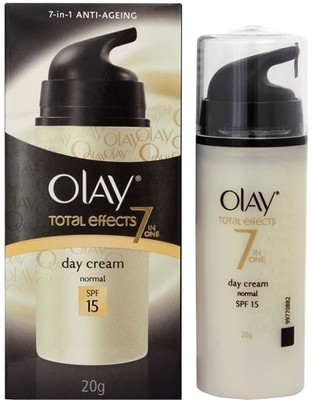 7-in-1 ANTI-AGEING
OLAY®
TOTAL effects 7 IN ONE
day cream
normal
SPF
15
20g
OLAY®
TOTAL effects
7 IN ONE
day cream
normal
SPF 15
20g
99770882